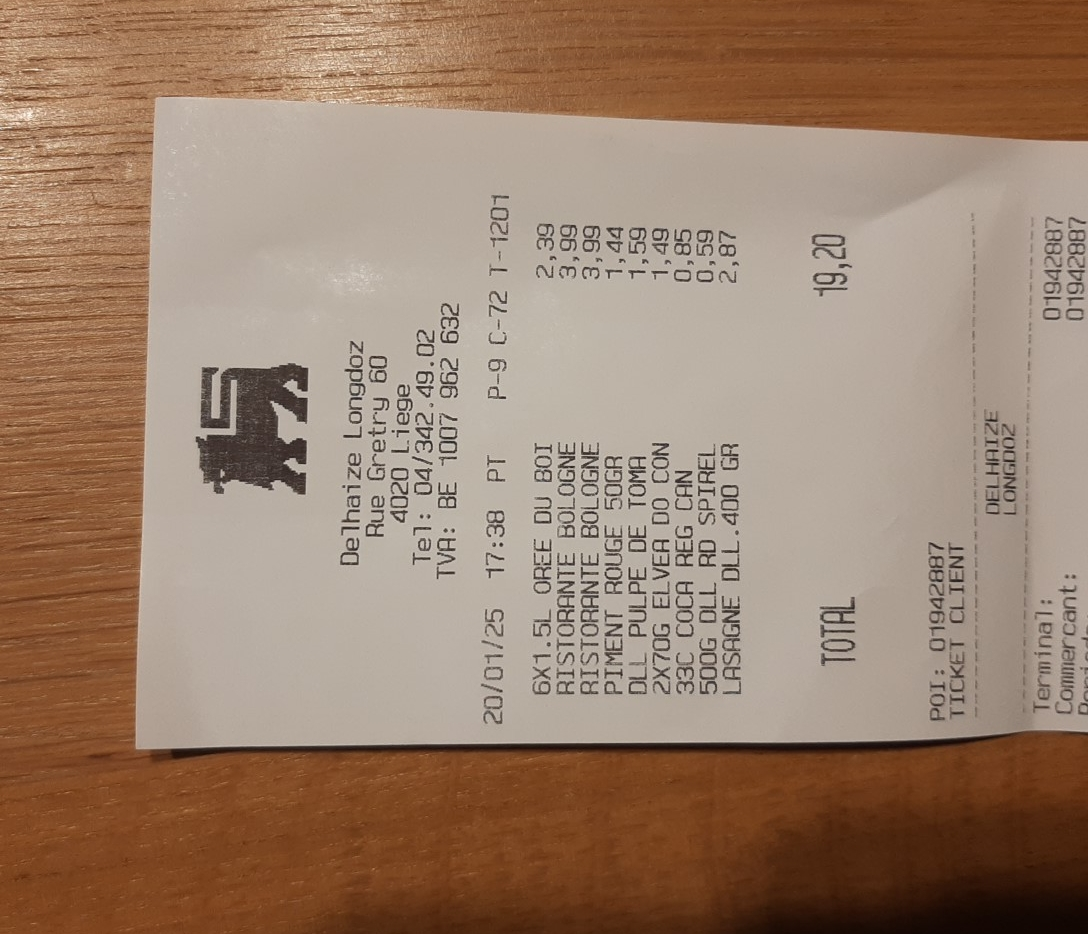 Delhaize Longdoz
Rue Gretry 60
4020 Liege
Tel: 04/342.49.02
TVA: BE 1007 962 632
20/01/25 17:38 PT P-9 C-72 T-1201
6X1.5L OREE DU BOI 2,39
RISTORANTE BOLOGNE 3,99
RISTORANTE BOLOGNE 3,99
PIMENT ROUGE 50GR 1,44
DLL PULPE DE TOMA 1,59
2X70G ELVEA DO CON 1,49
33C COCA REG CAN 0,85
500G DLL RD SPIREL 0,59
LASAGNE DLL.400 GR 2,87
TOTAL 19,20
POI: 01942887
TICKET CLIENT
DELHAIZE
LONGDOZ
Terminal: 01942887
Commercant: 01942887